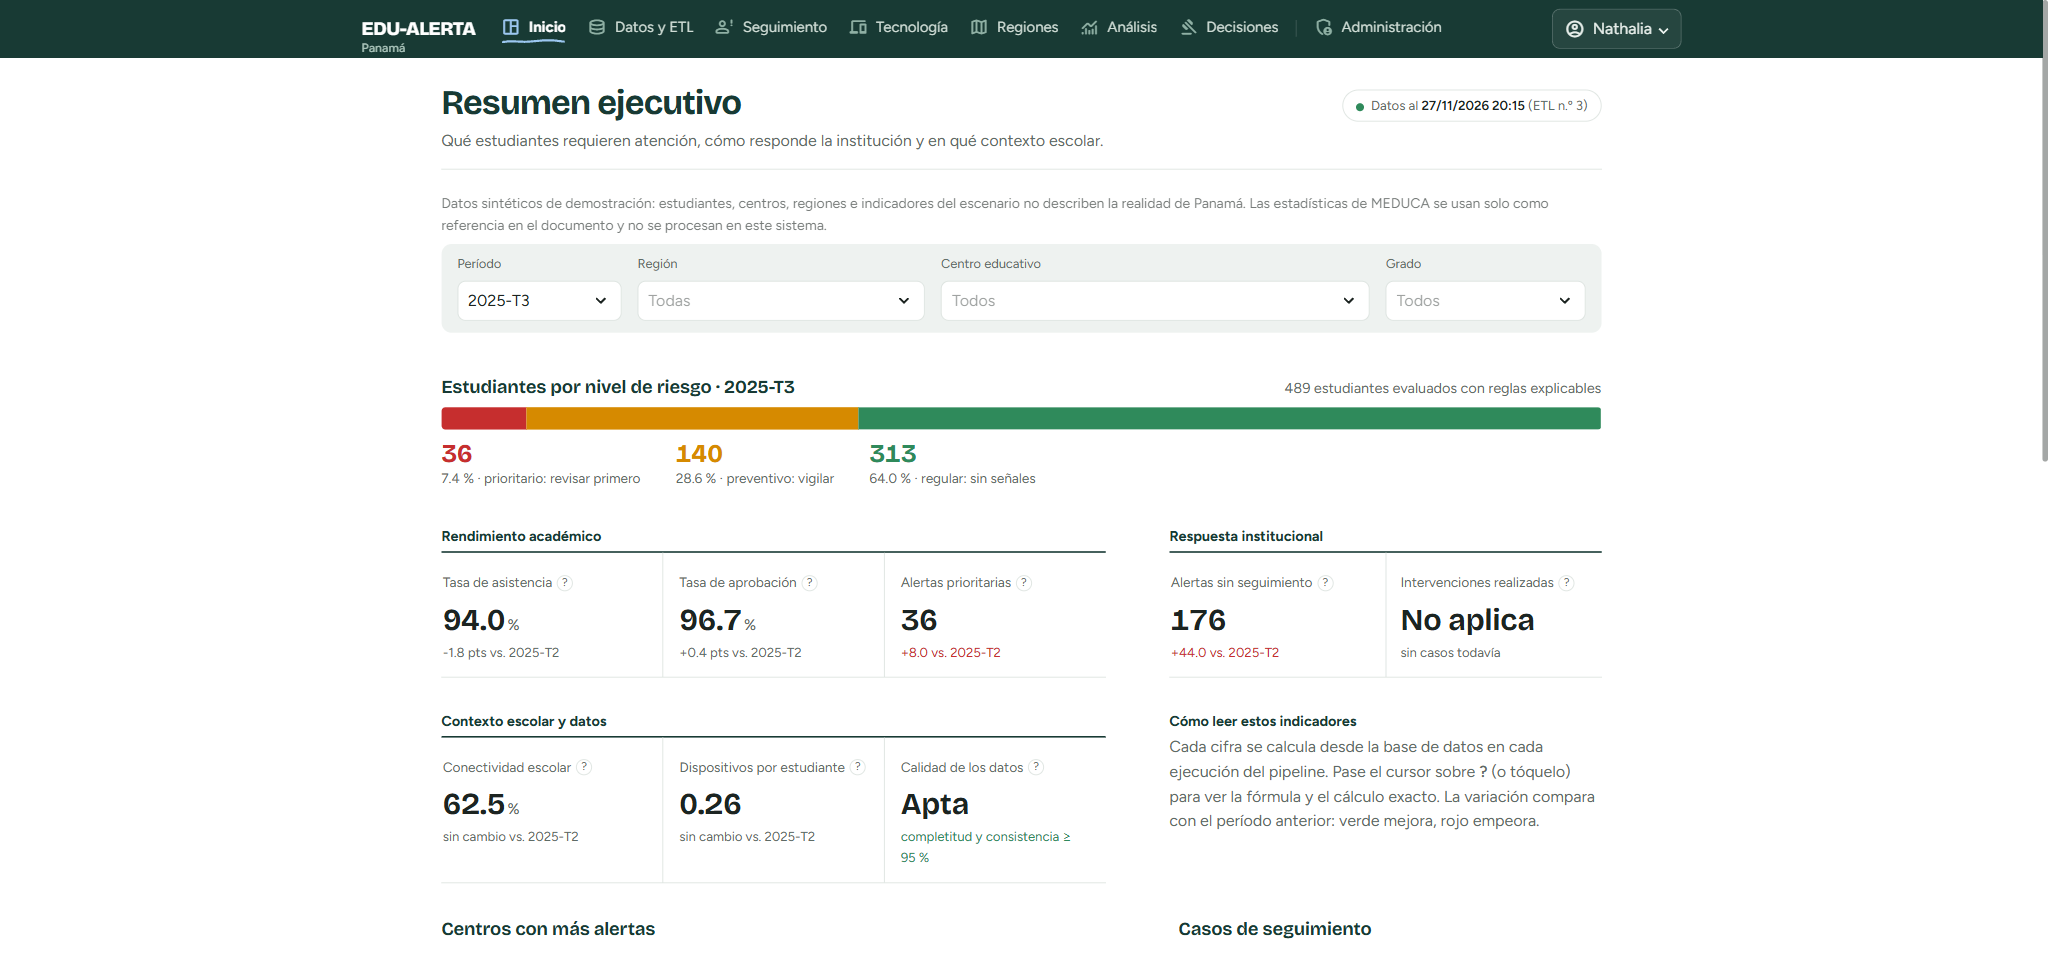 EDU-ALERTA
Panamá
Inicio
Datos y ETL
Seguimiento
Tecnología
Regiones
Análisis
Decisiones
Administración
Nathalia
Resumen ejecutivo
Datos al 27/11/2026 20:15 (ETL n.º 3)
Qué estudiantes requieren atención, cómo responde la institución y en qué contexto escolar.
Datos sintéticos de demostración: estudiantes, centros, regiones e indicadores del escenario no describen la realidad de Panamá. Las estadísticas de MEDUCA se usan solo como
referencia en el documento y no se procesan en este sistema.
Período
Región
Centro educativo
Grado
2025-T3
Todas
Todos
Todos
Estudiantes por nivel de riesgo · 2025-T3
489 estudiantes evaluados con reglas explicables
36
140
313
7.4 % · prioritario: revisar primero
28.6 % · preventivo: vigilar
64.0 % · regular: sin señales
Rendimiento académico
Tasa de asistencia ?
94.0 %
-1.8 pts vs. 2025-T2
Tasa de aprobación ?
96.7 %
+0.4 pts vs. 2025-T2
Alertas prioritarias ?
36
+8.0 vs. 2025-T2
Respuesta institucional
Alertas sin seguimiento ?
176
+44.0 vs. 2025-T2
Intervenciones realizadas ?
No aplica
sin casos todavía
Contexto escolar y datos
Conectividad escolar ?
62.5 %
sin cambio vs. 2025-T2
Dispositivos por estudiante ?
0.26
sin cambio vs. 2025-T2
Calidad de los datos ?
Apta
completitud y consistencia ≥
95 %
Cómo leer estos indicadores
Cada cifra se calcula desde la base de datos en cada
ejecución del pipeline. Pase el cursor sobre ? (o tóquelo)
para ver la fórmula y el cálculo exacto. La variación compara
con el período anterior: verde mejora, rojo empeora.
Centros con más alertas
Casos de seguimiento